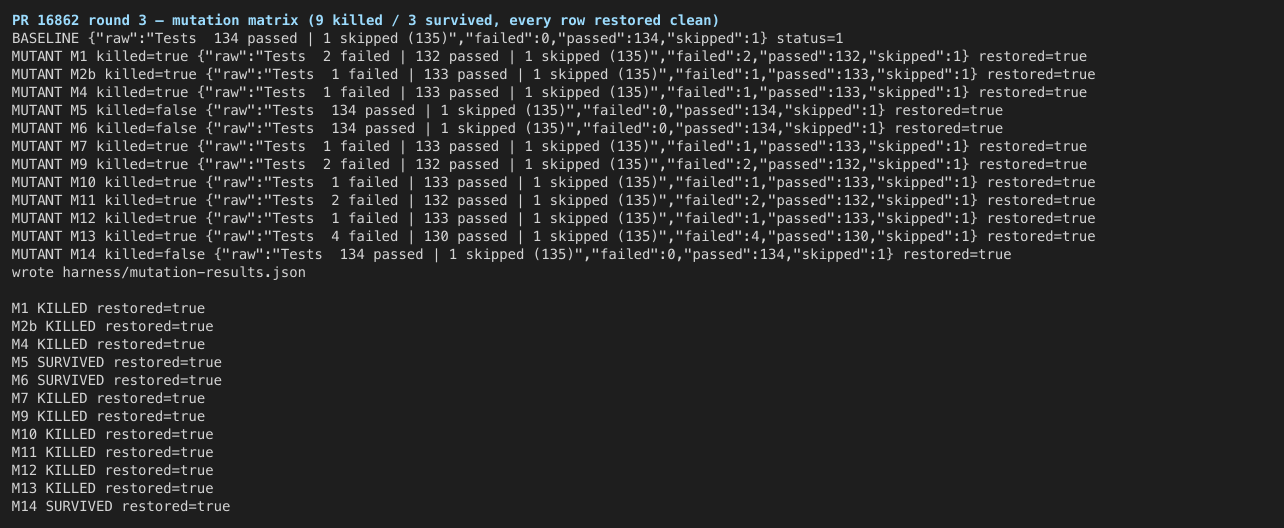 PR 16862 round 3 — mutation matrix (9 killed / 3 survived, every row restored clean)
BASELINE {"raw":"Tests  134 passed | 1 skipped (135)","failed":0,"passed":134,"skipped":1} status=1
MUTANT M1 killed=true {"raw":"Tests  2 failed | 132 passed | 1 skipped (135)","failed":2,"passed":132,"skipped":1} restored=true
MUTANT M2b killed=true {"raw":"Tests  1 failed | 133 passed | 1 skipped (135)","failed":1,"passed":133,"skipped":1} restored=true
MUTANT M4 killed=true {"raw":"Tests  1 failed | 133 passed | 1 skipped (135)","failed":1,"passed":133,"skipped":1} restored=true
MUTANT M5 killed=false {"raw":"Tests  134 passed | 1 skipped (135)","failed":0,"passed":134,"skipped":1} restored=true
MUTANT M6 killed=false {"raw":"Tests  134 passed | 1 skipped (135)","failed":0,"passed":134,"skipped":1} restored=true
MUTANT M7 killed=true {"raw":"Tests  1 failed | 133 passed | 1 skipped (135)","failed":1,"passed":133,"skipped":1} restored=true
MUTANT M9 killed=true {"raw":"Tests  2 failed | 132 passed | 1 skipped (135)","failed":2,"passed":132,"skipped":1} restored=true
MUTANT M10 killed=true {"raw":"Tests  1 failed | 133 passed | 1 skipped (135)","failed":1,"passed":133,"skipped":1} restored=true
MUTANT M11 killed=true {"raw":"Tests  2 failed | 132 passed | 1 skipped (135)","failed":2,"passed":132,"skipped":1} restored=true
MUTANT M12 killed=true {"raw":"Tests  1 failed | 133 passed | 1 skipped (135)","failed":1,"passed":133,"skipped":1} restored=true
MUTANT M13 killed=true {"raw":"Tests  4 failed | 130 passed | 1 skipped (135)","failed":4,"passed":130,"skipped":1} restored=true
MUTANT M14 killed=false {"raw":"Tests  134 passed | 1 skipped (135)","failed":0,"passed":134,"skipped":1} restored=true
wrote harness/mutation-results.json
M1 KILLED restored=true
M2b KILLED restored=true
M4 KILLED restored=true
M5 SURVIVED restored=true
M6 SURVIVED restored=true
M7 KILLED restored=true
M9 KILLED restored=true
M10 KILLED restored=true
M11 KILLED restored=true
M12 KILLED restored=true
M13 KILLED restored=true
M14 SURVIVED restored=true